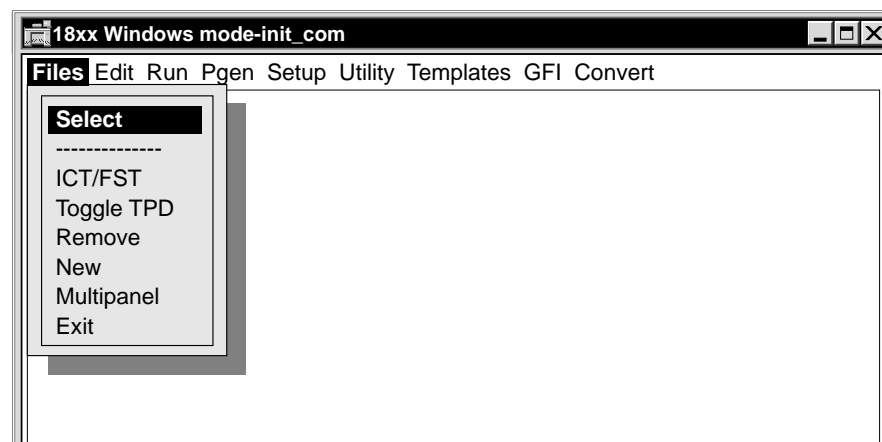 18xx Windows mode-init_com
Files Edit Run Pgen Setup Utility Templates GFI Convert
Select
--------------
ICT/FST
Toggle TPD
Remove
New
Multipanel
Exit